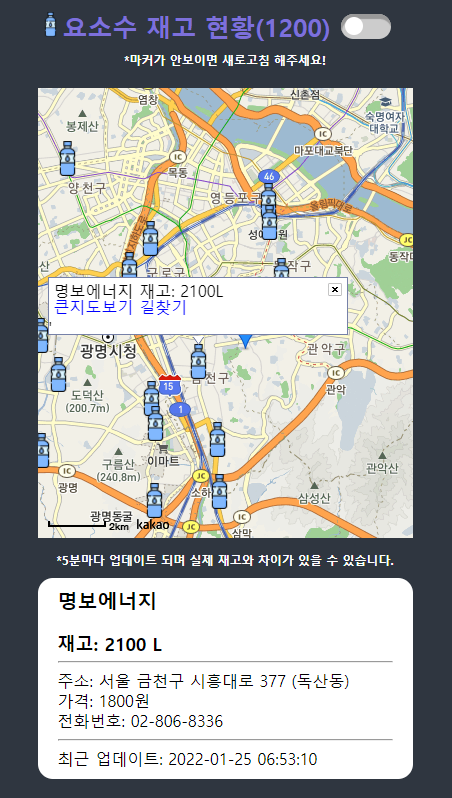 요소수 재고 현황(1200)
*마커가 안보이면 새로고침 해주세요!
염창
신촌점
봉제산
숙명여자
대학교
IC
마포대교북단
IC
목동
양천구
46
영등포구
올림픽대로
JC
동작
구로구
명보에너지 재고: 2100L
큰지도보기 길찾기
광명시청
관악구
IC
관악
금천구
15
도덕산
(200.7m)
1
이마트
구름산
(240.8m)
관악산
IC
광명
JC
소하
삼성산
광명동굴
2km
kakao
JC
IC
삼막
*5분마다 업데이트 되며 실제 재고와 차이가 있을 수 있습니다.
명보에너지
재고: 2100 L
주소: 서울 금천구 시흥대로 377 (독산동)
가격: 1800원
전화번호: 02-806-8336
최근 업데이트: 2022-01-25 06:53:10